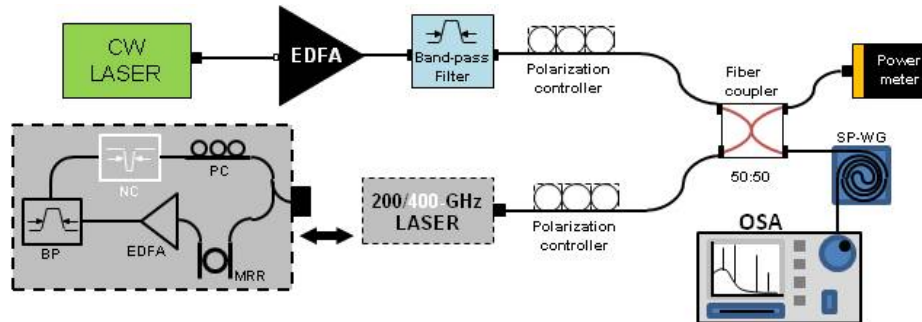 CW
LASER
EDFA
Band-pass
Filter
Polarization
controller
Fiber
coupler
Power
meter
50:50
SP-WG
NC
PC
BP
EDFA
MRR
200/400-GHz
LASER
Polarization
controller
OSA